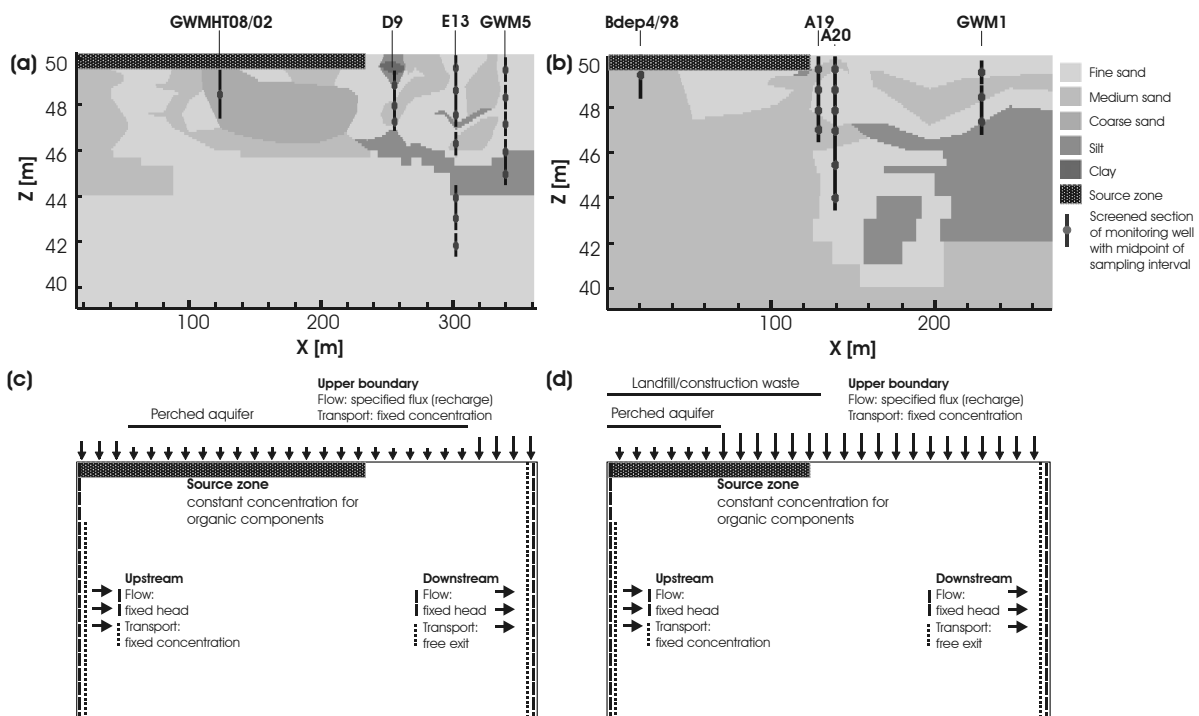 GWMHT08/02 D9 E13 GWM5
(a)
50
48
46
44
42
40
Z [m]
100 200 300
X [m]
Bdep4/98 A19 A20 GWM1
(b)
50
48
46
44
42
40
Z [m]
100 200
X [m]
Fine sand
Medium sand
Coarse sand
Silt
Clay
Source zone
Screened section
of monitoring well
with midpoint of
sampling interval
(c)
Upper boundary
Flow: specified flux (recharge)
Transport: fixed concentration
Perched aquifer
Source zone
constant concentration for
organic components
Upstream
Flow:
fixed head
Transport:
fixed concentration
Downstream
Flow:
fixed head
Transport:
free exit
(d)
Landfill/construction waste
Upper boundary
Flow: specified flux (recharge)
Transport: fixed concentration
Perched aquifer
Source zone
constant concentration for
organic components
Upstream
Flow:
fixed head
Transport:
fixed concentration
Downstream
Flow:
fixed head
Transport:
free exit